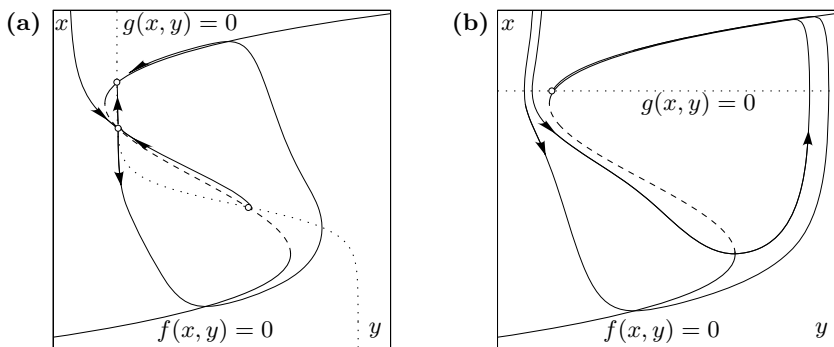 (a)
x
g(x, y) = 0
f(x, y) = 0
y
(b)
x
g(x, y) = 0
f(x, y) = 0
y